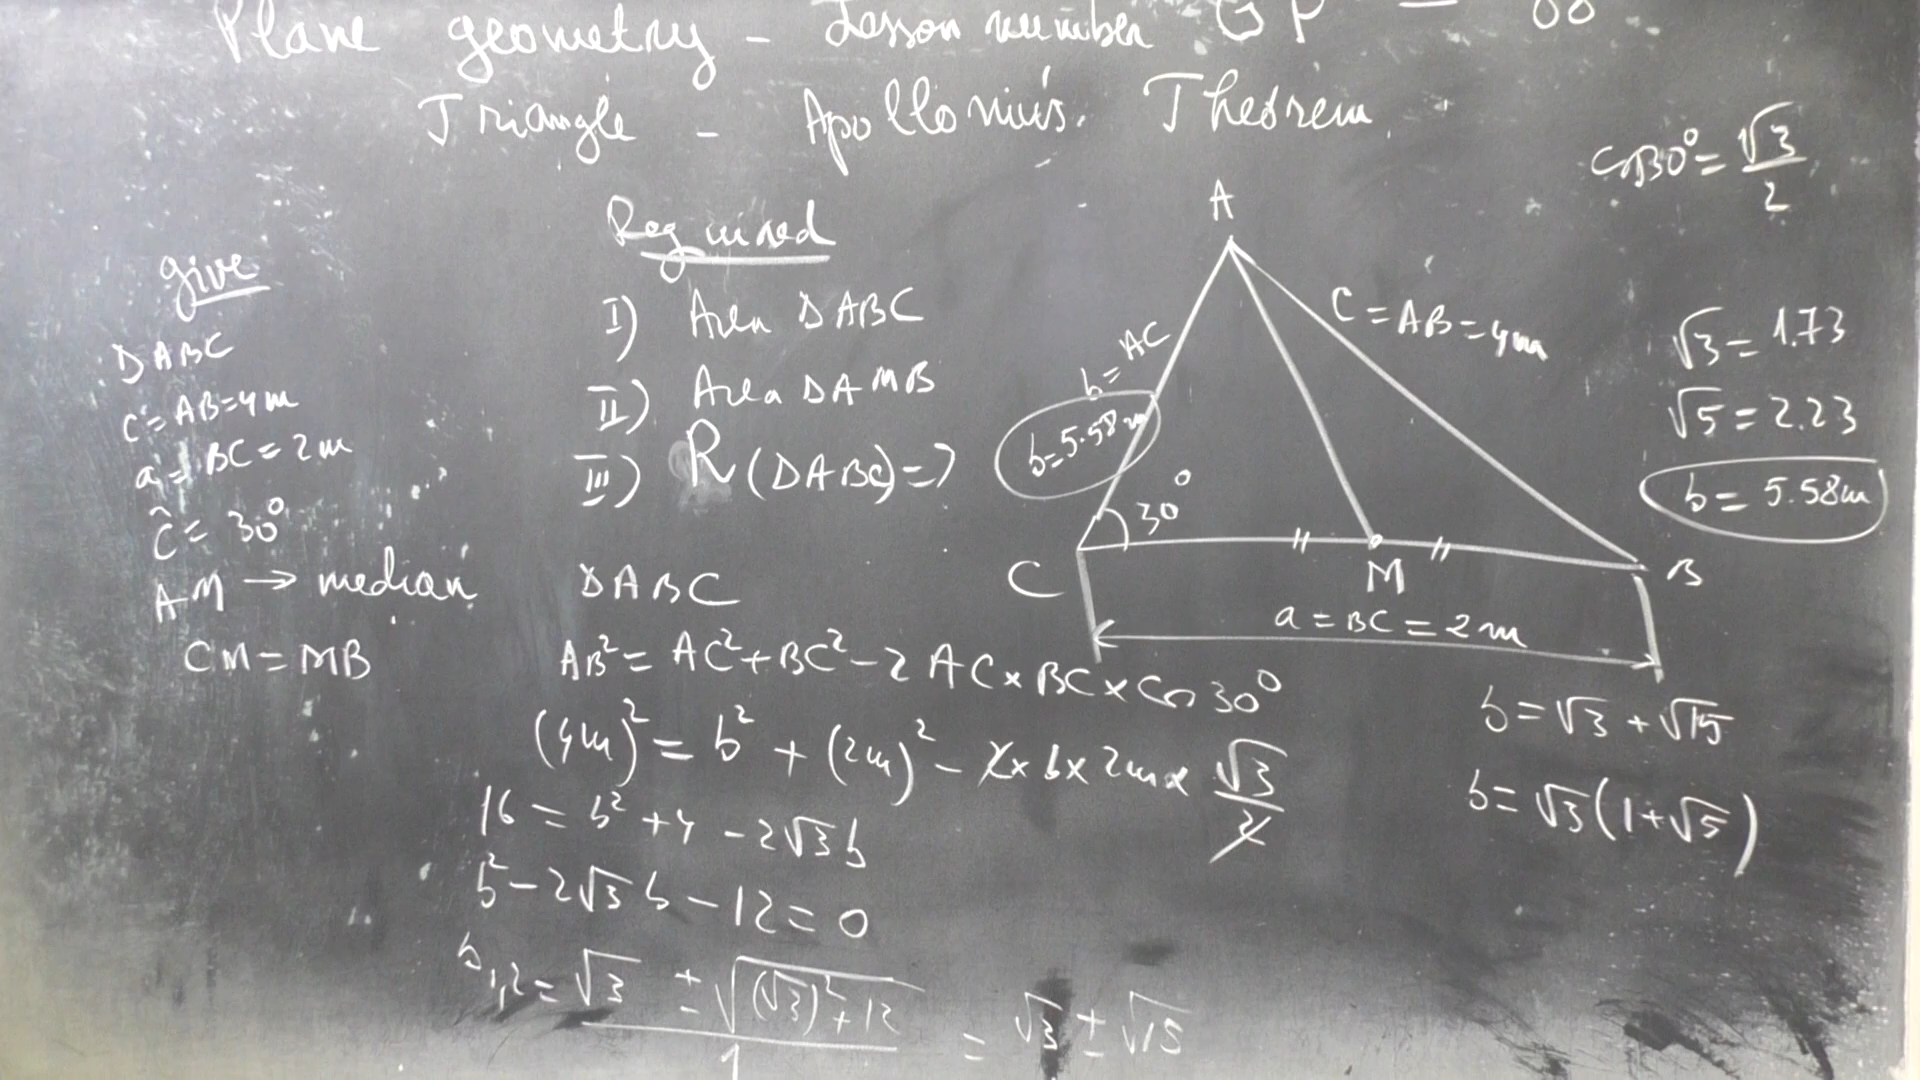 Plane geometry - Lesson number GP - 60
Triangle - Apollonius. Theorem
cos30° = √3/2
give
Δ ABC
c = AB = 4m
a = BC = 2m
Ĉ = 30°
AM → median
CM = MB
Required
I) Area ΔABC
II) Area ΔAMB
III) R(ΔABC) = ?
A
b = AC
b = 5.58m
c = AB = 4m
30°
C
M
B
a = BC = 2m
√3 = 1.73
√5 = 2.23
b = 5.58m
ΔABC
AB² = AC² + BC² - 2 AC x BC x Cos 30°
(4m)² = b² + (2m)² - 2 x b x 2m x √3/2
16 = b² + 4 - 2√3 b
b² - 2√3 b - 12 = 0
b1,2 = √3 ± √(√3)² + 12 / 1 = √3 ± √15
b = √3 + √15
b = √3 (1 + √5)